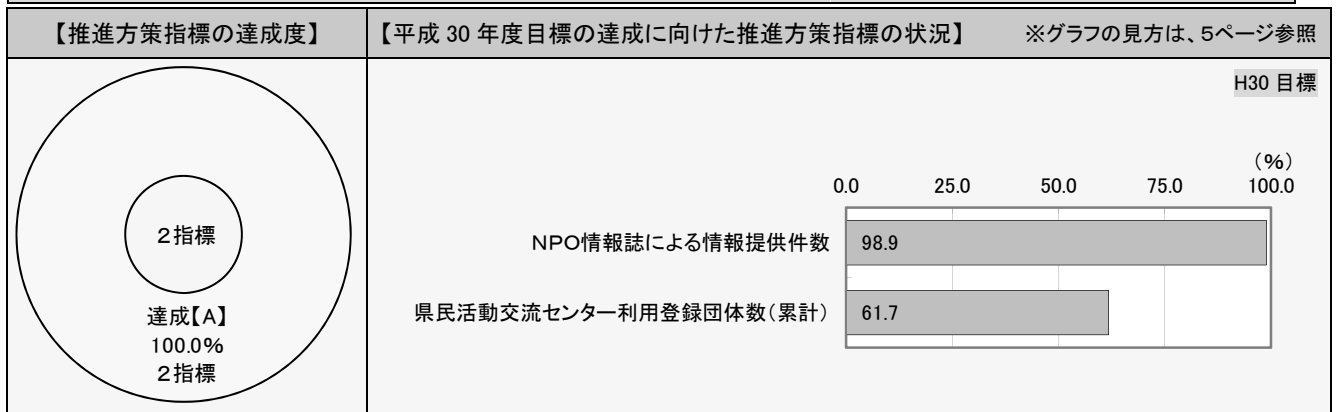 【推進方策指標の達成度】
【平成 30 年度目標の達成に向けた推進方策指標の状況】 ※グラフの見方は、5ページ参照
2指標
達成【A】
100.0%
2指標
H30 目標
(%)
0.0 25.0 50.0 75.0 100.0
NPO情報誌による情報提供件数 98.9
県民活動交流センター利用登録団体数(累計) 61.7